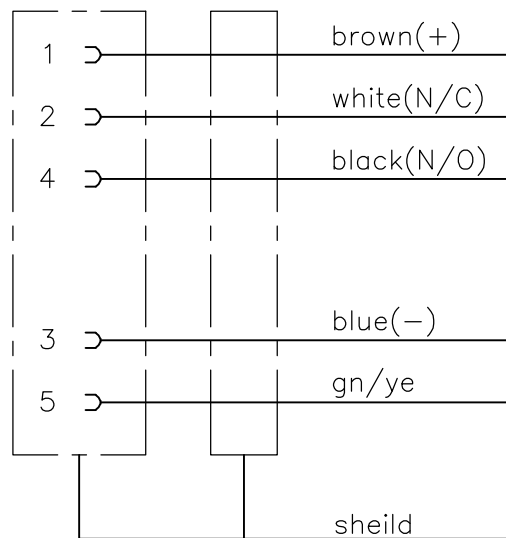 1 brown(+)
2 white(N/C)
4 black(N/O)
3 blue(−)
5 gn/ye
sheild